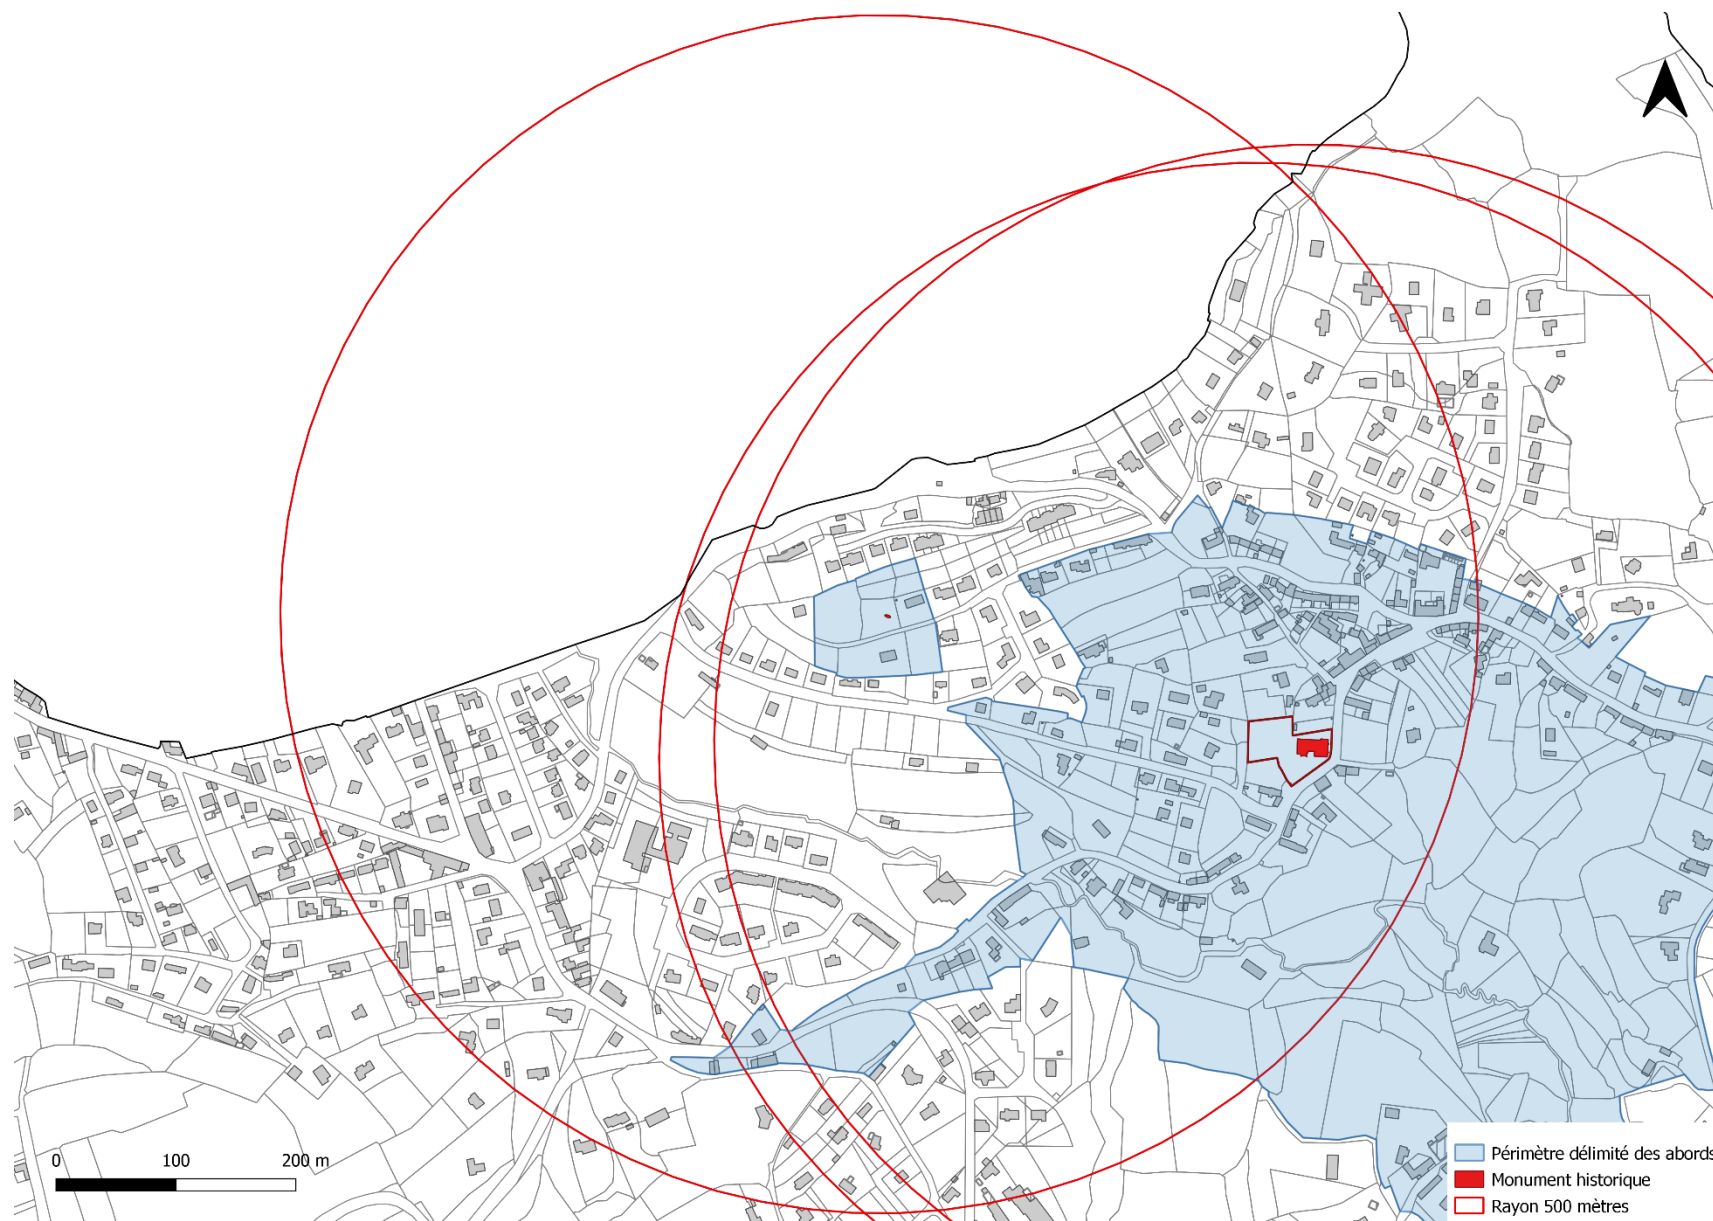 0 100 200 m
Périmètre délimité des abords
Monument historique
Rayon 500 mètres